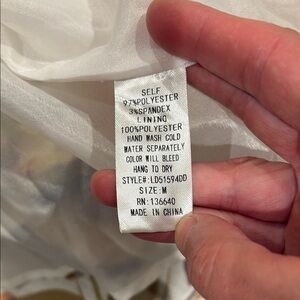 SELF
97%POLYESTER
3%SPANDEX
LINING
100%POLYESTER
HAND WASH COLD
WATER SEPARATELY
COLOR WILL BLEED
HANG TO DRY
STYLE#:LD51594DD
SIZE:M
RN:136640
MADE IN CHINA